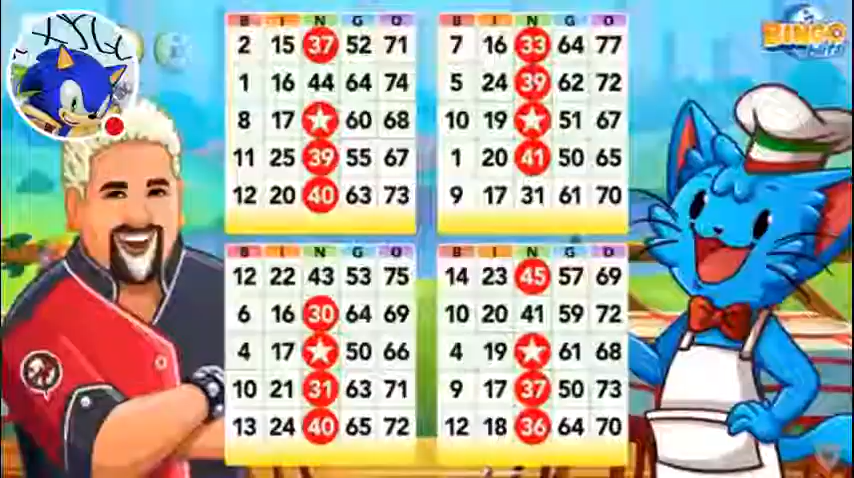 XYLC
BINGO
B I N G O
2 15 37 52 71
1 16 44 64 74
8 17 60 68
11 25 39 55 67
12 20 40 63 73
B I N G O
7 16 33 64 77
5 24 39 62 72
10 19 51 67
1 20 41 50 65
9 17 31 61 70
B I N G O
12 22 43 53 75
6 16 30 64 69
4 17 50 66
10 21 31 63 71
13 24 40 65 72
B I N G O
14 23 45 57 69
10 20 41 59 72
4 19 61 68
9 17 37 50 73
12 18 36 64 70